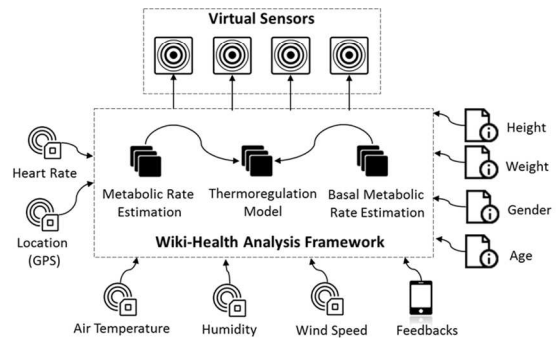 Virtual Sensors
Heart Rate
Location
(GPS)
Metabolic Rate
Estimation
Thermoregulation
Model
Basal Metabolic
Rate Estimation
Wiki-Health Analysis Framework
Height
Weight
Gender
Age
Air Temperature
Humidity
Wind Speed
Feedbacks